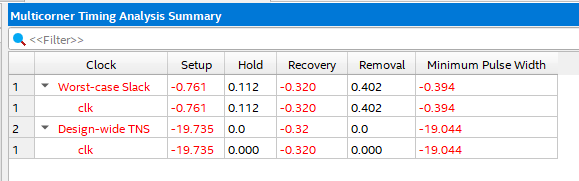 Multicorner Timing Analysis Summary
<<Filter>>
Clock Setup Hold Recovery Removal Minimum Pulse Width
1 Worst-case Slack -0.761 0.112 -0.320 0.402 -0.394
1 clk -0.761 0.112 -0.320 0.402 -0.394
2 Design-wide TNS -19.735 0.0 -0.32 0.0 -19.044
1 clk -19.735 0.000 -0.320 0.000 -19.044